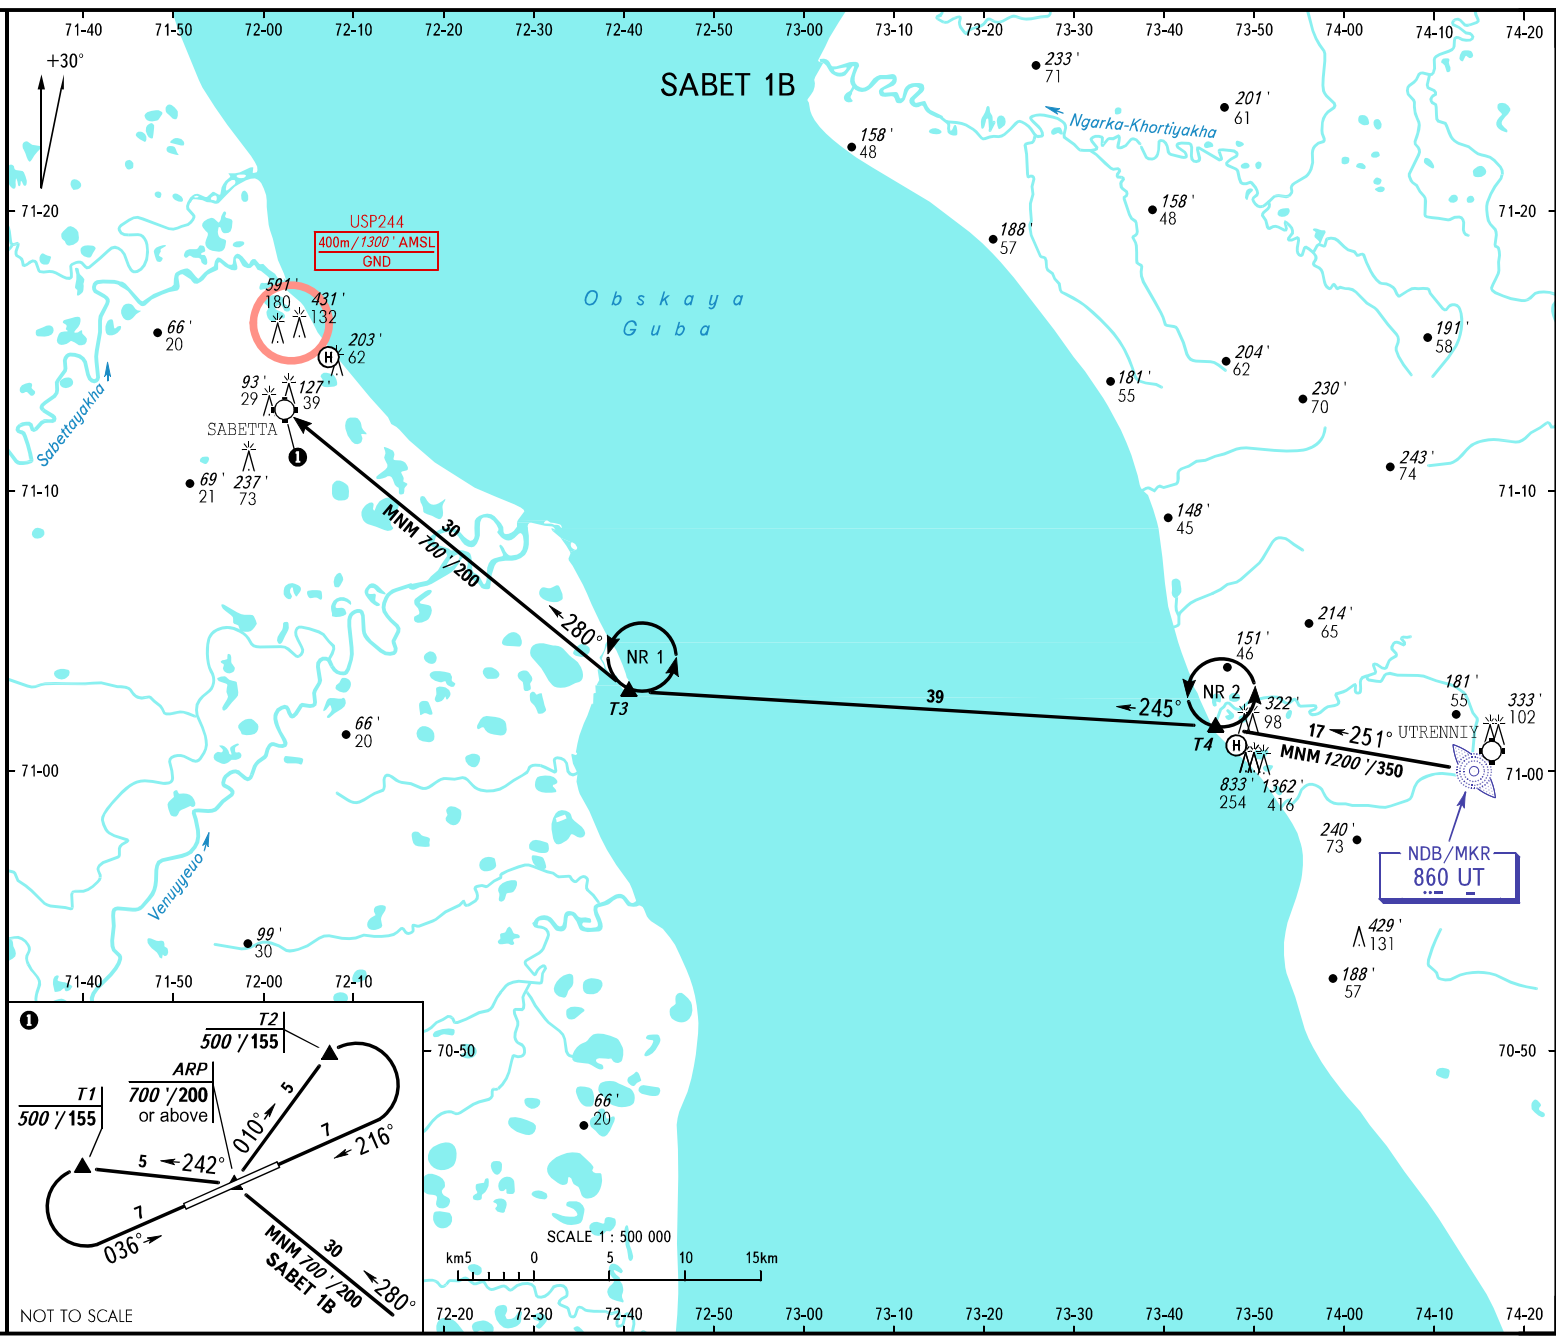 71-40 71-50 72-00 72-10 72-20 72-30 72-40 72-50 73-00 73-10 73-20 73-30 73-40 73-50 74-00 74-10 74-20
+30°
SABET 1B
233'
71
201'
61
Ngarka-Khortiyakha
158'
48
158'
48
71-20
71-20
USP244
400m/1300' AMSL
GND
188'
57
591'
180
431'
132
Obskaya
Guba
66'
20
203'
62
H
191'
58
204'
62
181'
55
230'
70
93'
29
127'
39
SABETTA
1
Sabettayakha
237'
73
69'
21
243'
74
71-10
71-10
148'
45
30
MNM 700'/200
280°
NR 1
T3
39
245°
214'
65
151'
46
NR 2
T4
H
322'
98
181'
55
333'
102
UTRENNIY
17
251°
MNM 1200'/350
66'
20
71-00
71-00
833'
254
1362'
416
240'
73
NDB/MKR
860 UT
Venuyyeuo
99'
30
429'
131
188'
57
71-40 71-50 72-00 72-10
1
T2
500'/155
ARP
700'/200
or above
T1
500'/155
5
010°
7
216°
5
242°
7
036°
30
MNM 700'/200
SABET 1B
280°
NOT TO SCALE
70-50
70-50
66'
20
SCALE 1 : 500 000
km5 0 5 10 15km
72-20 72-30 72-40 72-50 73-00 73-10 73-20 73-30 73-40 73-50 74-00 74-10 74-20